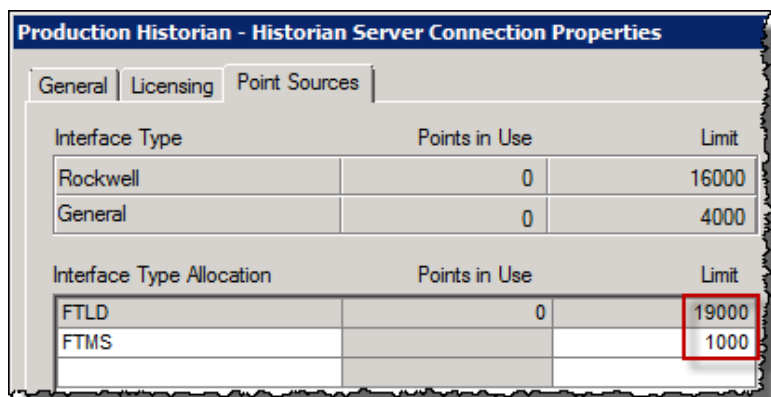 Production Historian - Historian Server Connection Properties
General Licensing Point Sources
Interface Type Points in Use Limit
Rockwell 0 16000
General 0 4000
Interface Type Allocation Points in Use Limit
FTLD 0 19000
FTMS 1000